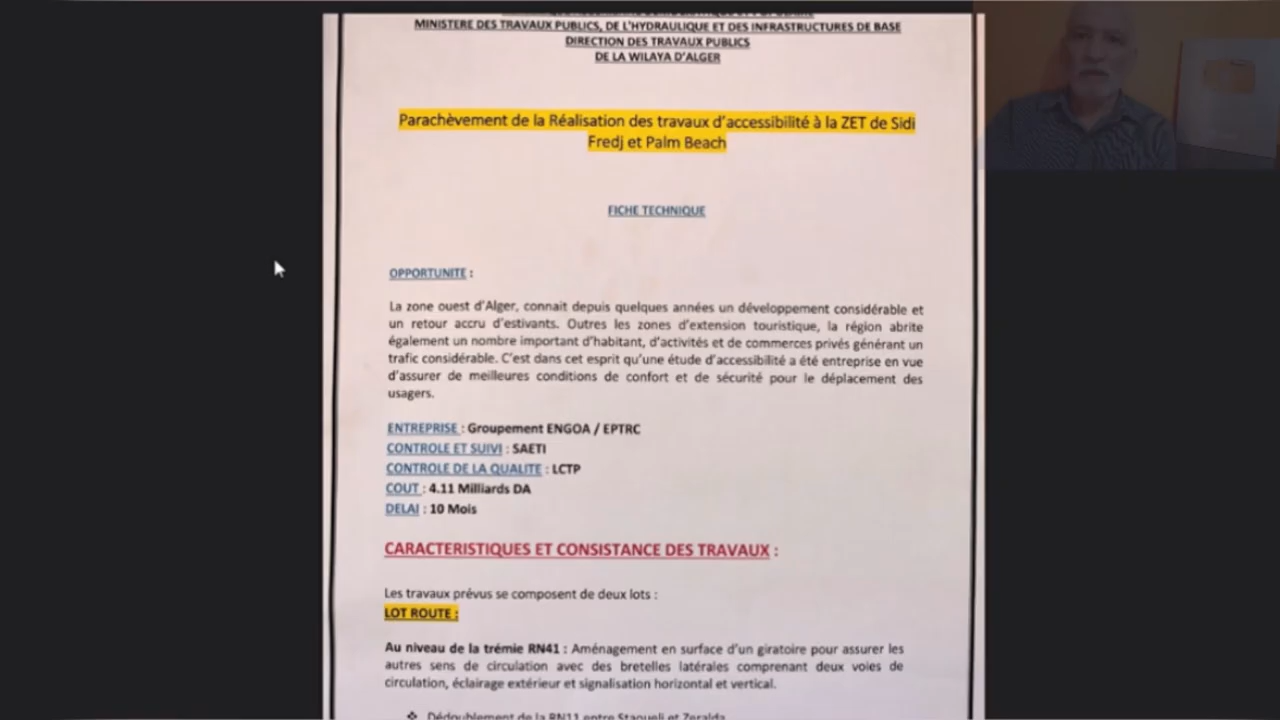 MINISTERE DES TRAVAUX PUBLICS, DE L'HYDRAULIQUE ET DES INFRASTRUCTURES DE BASE
DIRECTION DES TRAVAUX PUBLICS
DE LA WILAYA D'ALGER
Parachèvement de la Réalisation des travaux d'accessibilité à la ZET de Sidi
Fredj et Palm Beach
FICHE TECHNIQUE
OPPORTUNITE :
La zone ouest d'Alger, connait depuis quelques années un développement considérable et
un retour accru d'estivants. Outres les zones d'extension touristique, la région abrite
également un nombre important d'habitant, d'activités et de commerces privés générant un
trafic considérable. C'est dans cet esprit qu'une étude d'accessibilité a été entreprise en vue
d'assurer de meilleures conditions de confort et de sécurité pour le déplacement des
usagers.
ENTREPRISE : Groupement ENGOA / EPTRC
CONTROLE ET SUIVI : SAETI
CONTROLE DE LA QUALITE : LCTP
COUT : 4.11 Milliards DA
DELAI : 10 Mois
CARACTERISTIQUES ET CONSISTANCE DES TRAVAUX :
Les travaux prévus se composent de deux lots :
LOT ROUTE :
Au niveau de la trémie RN41 : Aménagement en surface d'un giratoire pour assurer les
autres sens de circulation avec des bretelles latérales comprenant deux voies de
circulation, éclairage extérieur et signalisation horizontal et vertical.
❖ Dédoublement de la RN11 entre Staoueli et Zeralda